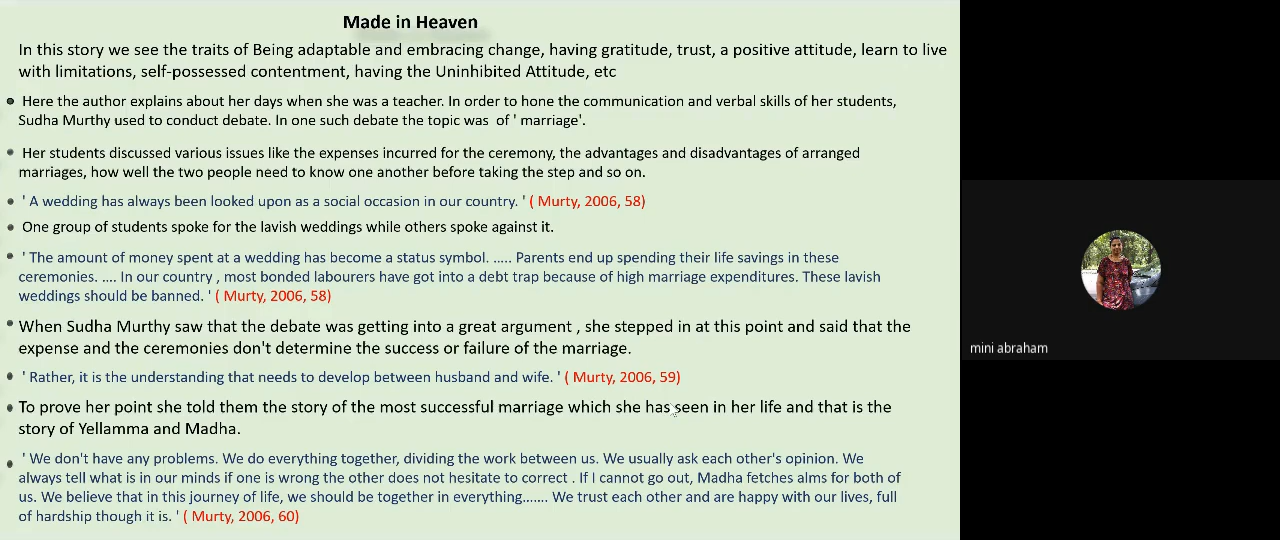 Made in Heaven
In this story we see the traits of Being adaptable and embracing change, having gratitude, trust, a positive attitude, learn to live
with limitations, self-possessed contentment, having the Uninhibited Attitude, etc
• Here the author explains about her days when she was a teacher. In order to hone the communication and verbal skills of her students,
Sudha Murthy used to conduct debate. In one such debate the topic was of ' marriage'.
• Her students discussed various issues like the expenses incurred for the ceremony, the advantages and disadvantages of arranged
marriages, how well the two people need to know one another before taking the step and so on.
• ' A wedding has always been looked upon as a social occasion in our country. ' ( Murty, 2006, 58)
• One group of students spoke for the lavish weddings while others spoke against it.
• ' The amount of money spent at a wedding has become a status symbol. ..... Parents end up spending their life savings in these
ceremonies. .... In our country , most bonded labourers have got into a debt trap because of high marriage expenditures. These lavish
weddings should be banned. ' ( Murty, 2006, 58)
• When Sudha Murthy saw that the debate was getting into a great argument , she stepped in at this point and said that the
expense and the ceremonies don't determine the success or failure of the marriage.
• ' Rather, it is the understanding that needs to develop between husband and wife. ' ( Murty, 2006, 59)
• To prove her point she told them the story of the most successful marriage which she has seen in her life and that is the
story of Yellamma and Madha.
• ' We don't have any problems. We do everything together, dividing the work between us. We usually ask each other's opinion. We
always tell what is in our minds if one is wrong the other does not hesitate to correct . If I cannot go out, Madha fetches alms for both of
us. We believe that in this journey of life, we should be together in everything....... We trust each other and are happy with our lives, full
of hardship though it is. ' ( Murty, 2006, 60)
mini abraham